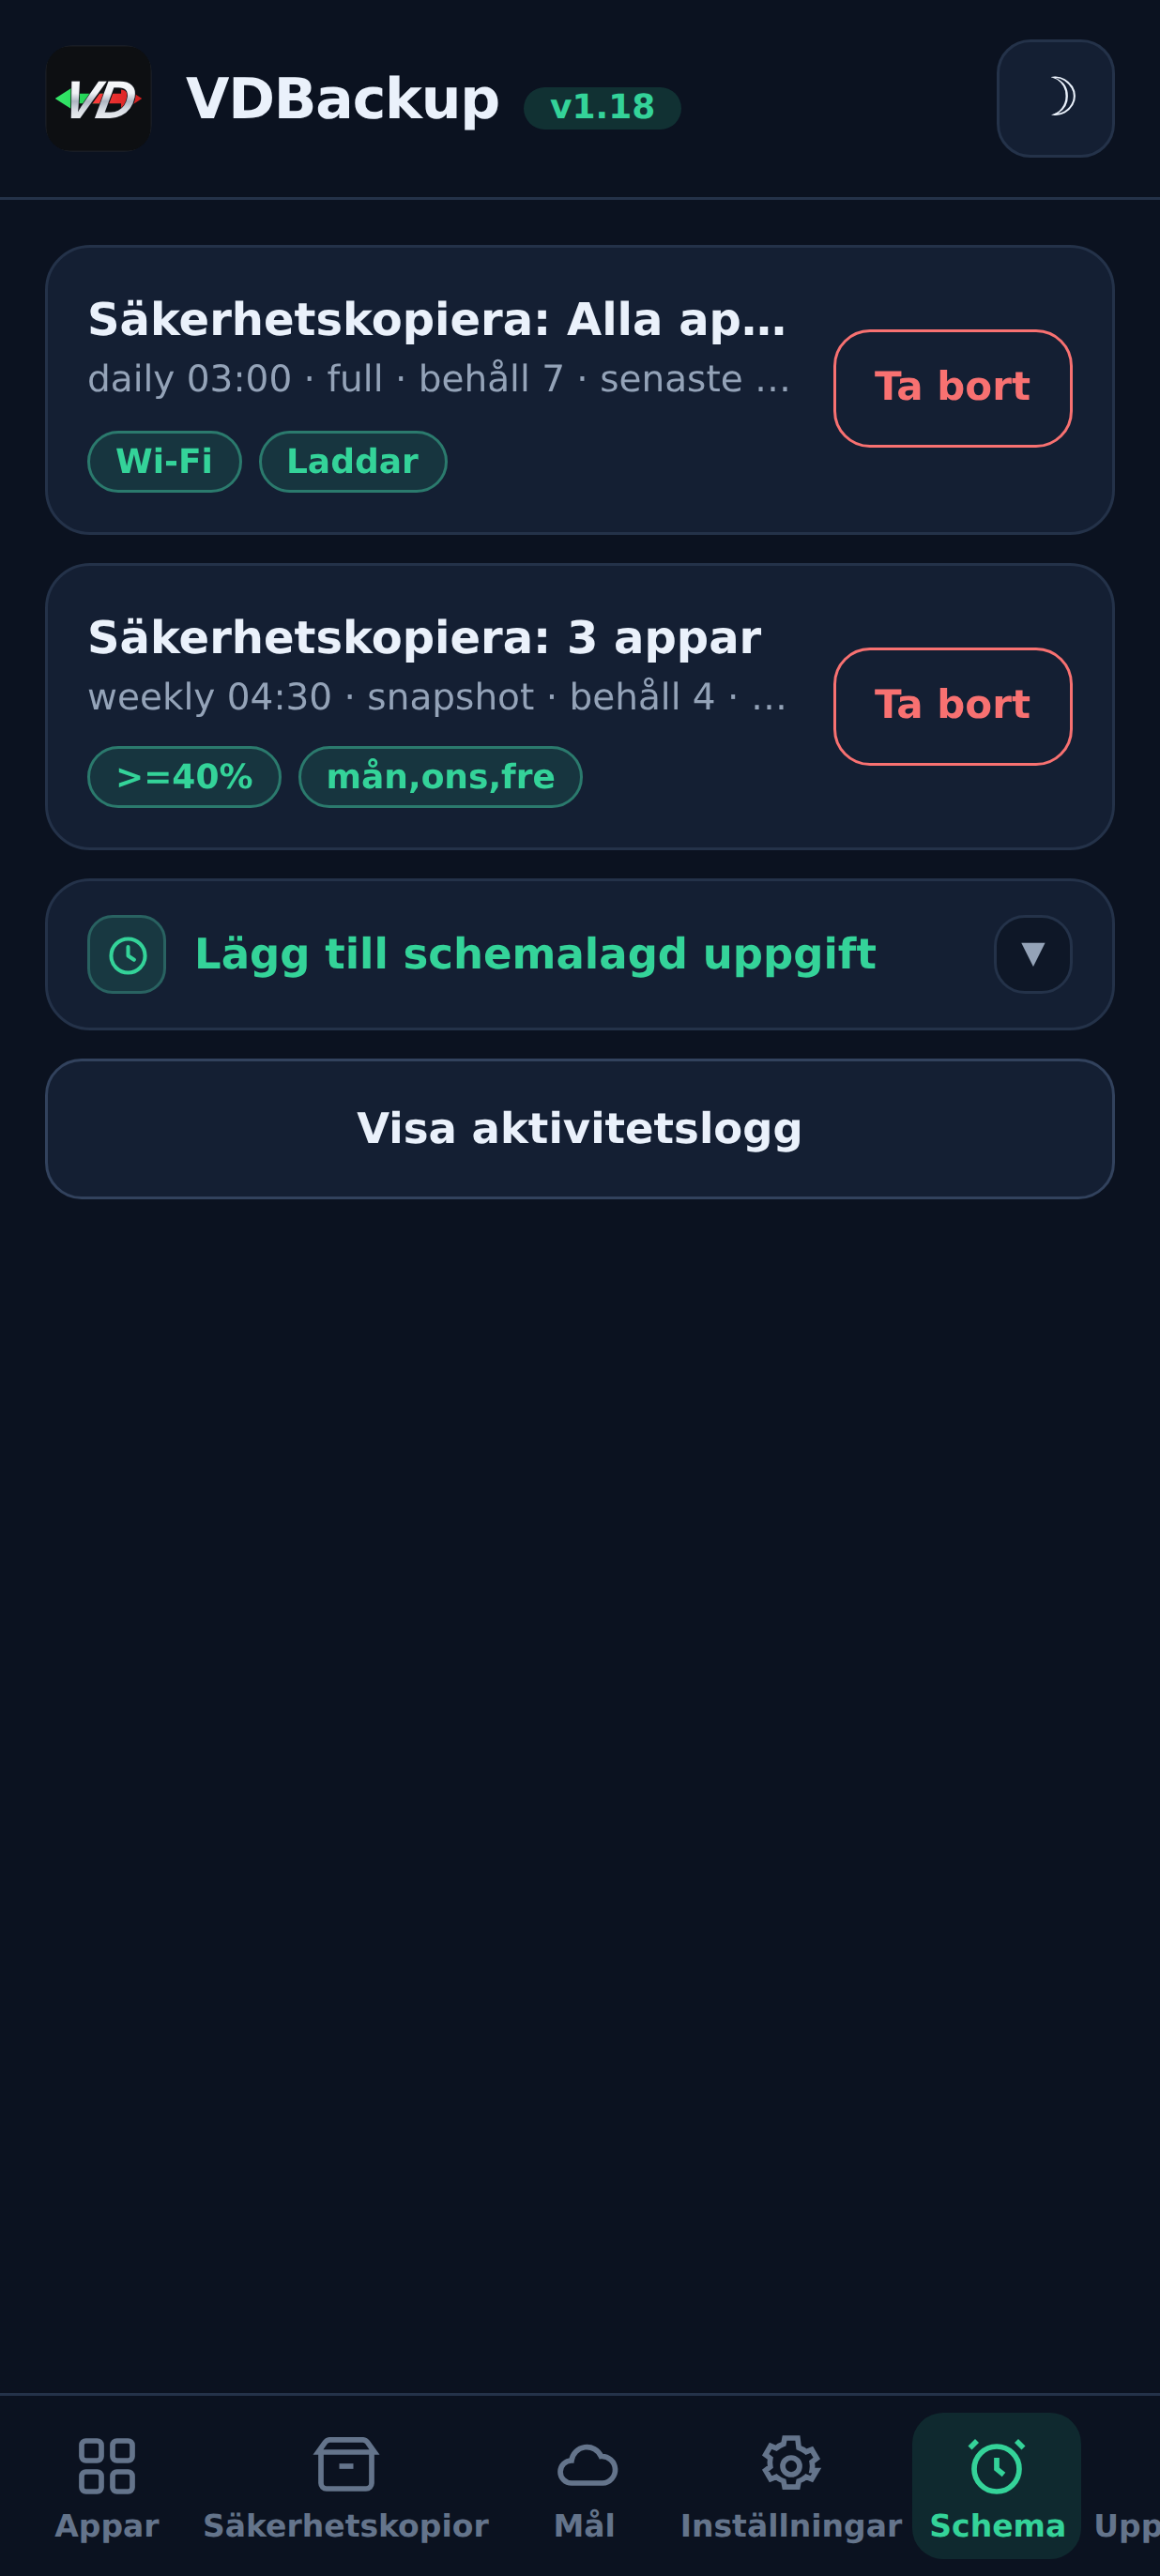 VD
VDBackup v1.18
Säkerhetskopiera: Alla ap...
daily 03:00 · full · behåll 7 · senaste ...
Ta bort
Wi-Fi
Laddar
Säkerhetskopiera: 3 appar
weekly 04:30 · snapshot · behåll 4 · ...
Ta bort
>=40%
mån,ons,fre
Lägg till schemalagd uppgift
Visa aktivitetslogg
Appar
Säkerhetskopior
Mål
Inställningar
Schema
Upp